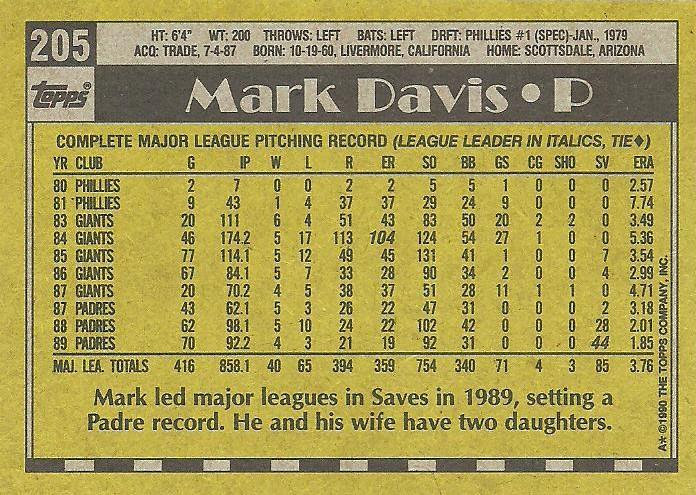 205
HT: 6'4" WT: 200 THROWS: LEFT BATS: LEFT DRFT: PHILLIES #1 (SPEC)-JAN., 1979
ACQ: TRADE, 7-4-87 BORN: 10-19-60, LIVERMORE, CALIFORNIA HOME: SCOTTSDALE, ARIZONA
TOPPS®
Mark Davis • P
COMPLETE MAJOR LEAGUE PITCHING RECORD (LEAGUE LEADER IN ITALICS, TIE♦)
YR CLUB G IP W L R ER SO BB GS CG SHO SV ERA
80 PHILLIES 2 7 0 0 2 2 5 5 1 0 0 0 2.57
81 PHILLIES 9 43 1 4 37 37 29 24 9 0 0 0 7.74
83 GIANTS 20 111 6 4 51 43 83 50 20 2 2 0 3.49
84 GIANTS 46 174.2 5 17 113 104 124 54 27 1 0 0 5.36
85 GIANTS 77 114.1 5 12 49 45 131 41 1 0 0 7 3.54
86 GIANTS 67 84.1 5 7 33 28 90 34 2 0 0 4 2.99
87 GIANTS 20 70.2 4 5 38 37 51 28 11 1 1 0 4.71
87 PADRES 43 62.1 5 3 26 22 47 31 0 0 0 2 3.18
88 PADRES 62 98.1 5 10 24 22 102 42 0 0 0 28 2.01
89 PADRES 70 92.2 4 3 21 19 92 31 0 0 0 44 1.85
MAJ. LEA. TOTALS 416 858.1 40 65 394 359 754 340 71 4 3 85 3.76
Mark led major leagues in Saves in 1989, setting a
Padre record. He and his wife have two daughters.
A* ©1990 THE TOPPS COMPANY, INC.